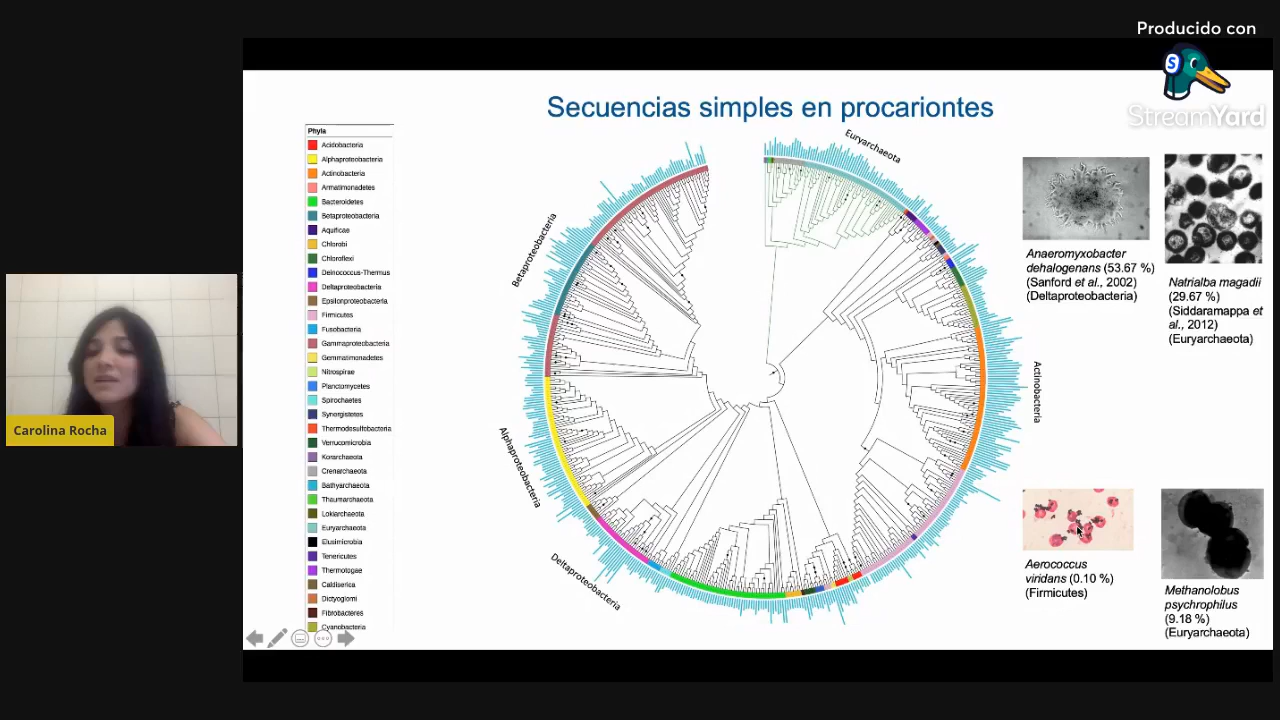 Producido con
StreamYard
Secuencias simples en procariontes
Phyla
Acidobacteria
Alphaproteobacteria
Actinobacteria
Armatimonadetes
Bacteroidetes
Betaproteobacteria
Aquificae
Chlorobi
Chloroflexi
Deinococcus-Thermus
Deltaproteobacteria
Epsilonproteobacteria
Firmicutes
Fusobacteria
Gammaproteobacteria
Gemmatimonadetes
Nitrospirae
Planctomycetes
Spirochaetes
Synergistetes
Thermodesulfobacteria
Verrucomicrobia
Korarchaeota
Crenarchaeota
Bathyarchaeota
Thaumarchaeota
Lokiarchaeota
Euryarchaeota
Elusimicrobia
Tenericutes
Thermotogae
Caldiserica
Dictyoglomi
Fibrobacteres
Cyanobacteria
Euryarchaeota
Betaproteobacteria
Actinobacteria
Alphaproteobacteria
Deltaproteobacteria
Anaeromyxobacter
dehalogenans (53.67 %)
(Sanford et al., 2002)
(Deltaproteobacteria)
Natrialba magadii
(29.67 %)
(Siddaramappa et
al., 2012)
(Euryarchaeota)
Aerococcus
viridans (0.10 %)
(Firmicutes)
Methanolobus
psychrophilus
(9.18 %)
(Euryarchaeota)
Carolina Rocha